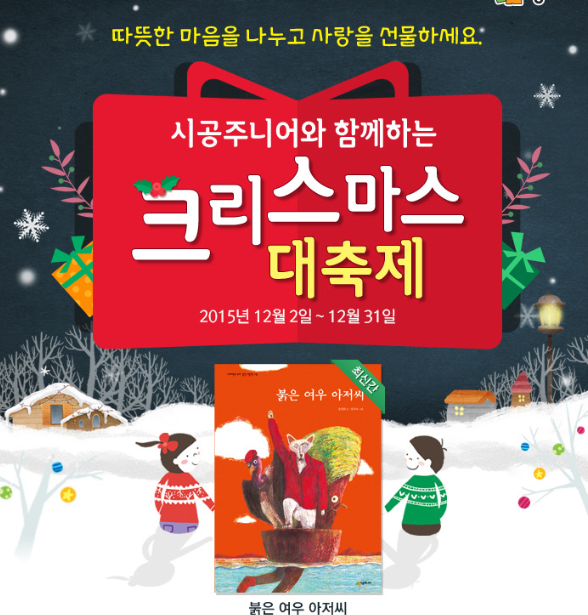 따뜻한 마음을 나누고 사랑을 선물하세요.
시공주니어와 함께하는
크리스마스
대축제
2015년 12월 2일 ~ 12월 31일
최신간
붉은 여우 아저씨
붉은 여우 아저씨